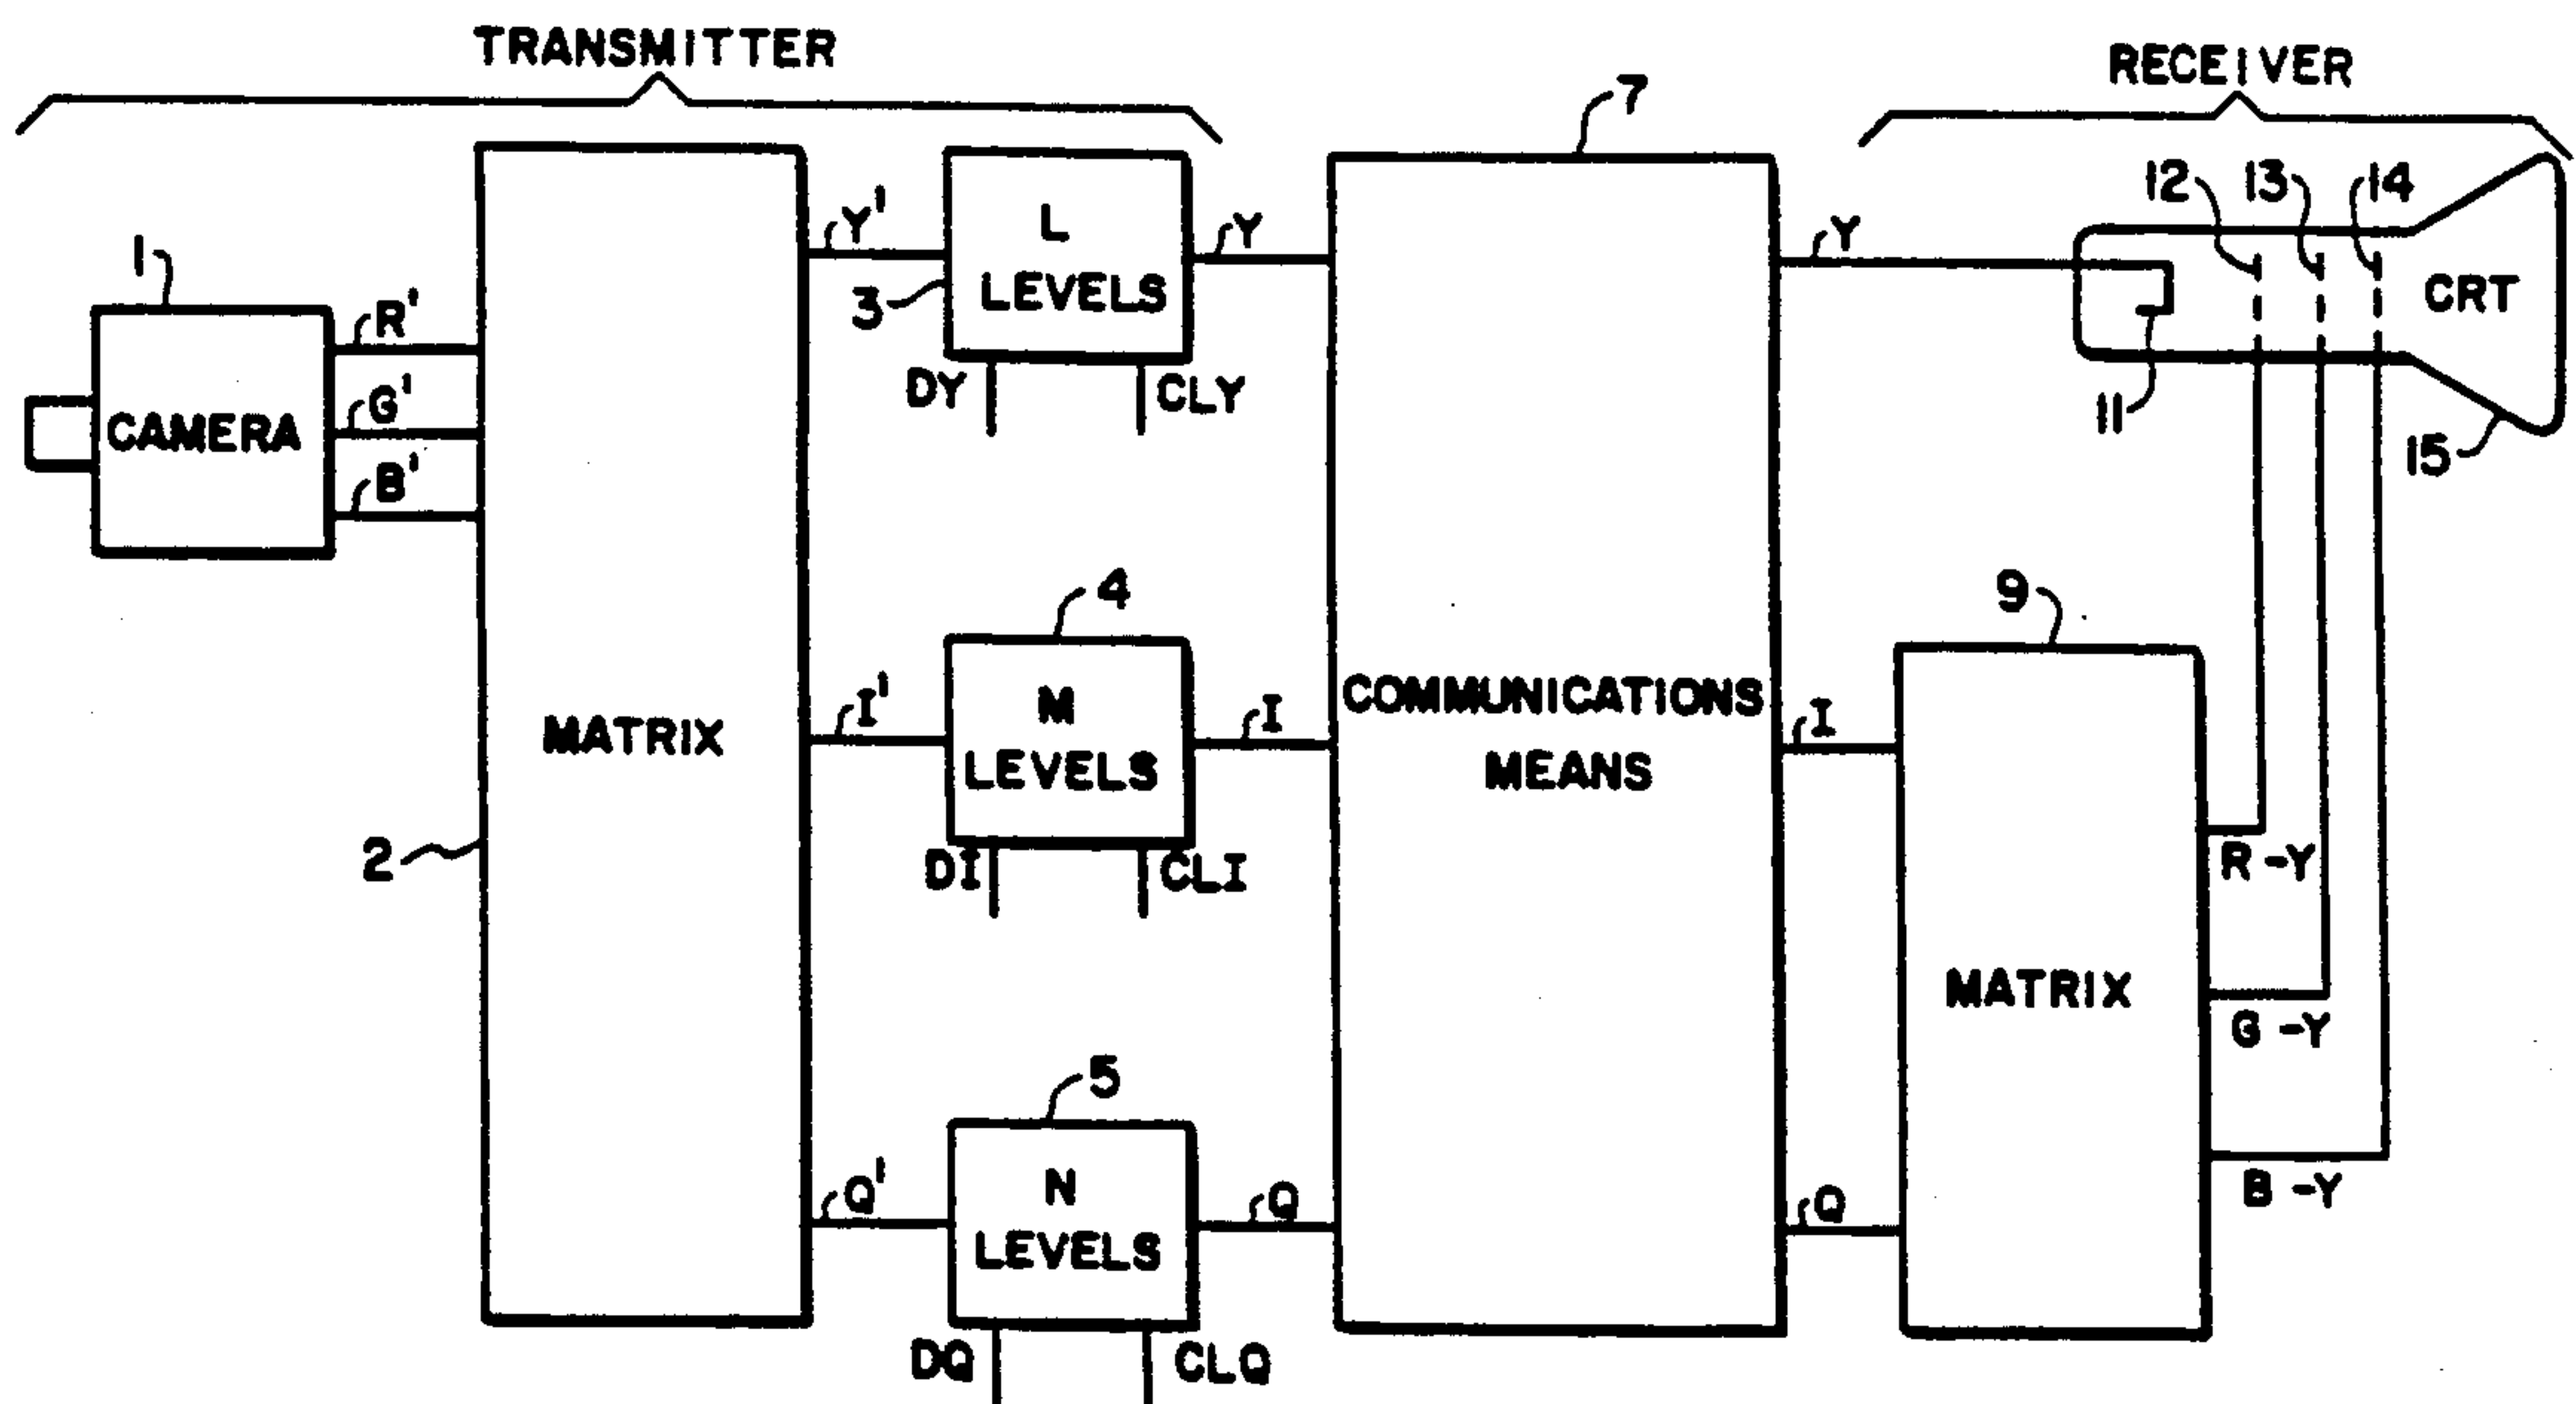 TRANSMITTER
RECEIVER
7
12 13 14
1
Y'
L
LEVELS
Y
Y
CRT
3
R'
G'
CAMERA
B'
DY
CLY
11
15
4
9
I'
M
LEVELS
I
COMMUNICATIONS
MEANS
I
MATRIX
2
DI
CLI
R-Y
MATRIX
G-Y
5
Q'
N
LEVELS
Q
Q
B-Y
DQ
CLQ